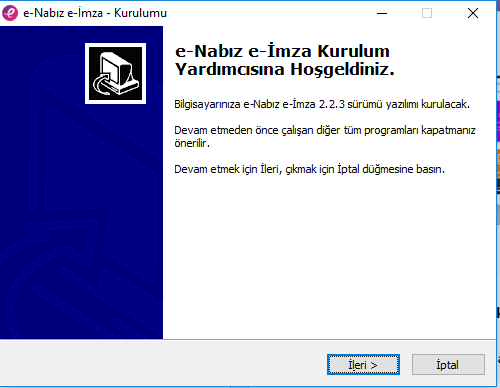 e-Nabız e-İmza - Kurulumu
e-Nabız e-İmza Kurulum
Yardımcısına Hoşgeldiniz.
Bilgisayarınıza e-Nabız e-İmza 2.2.3 sürümü yazılımı kurulacak.
Devam etmeden önce çalışan diğer tüm programları kapatmanız
önerilir.
Devam etmek için İleri, çıkmak için İptal düğmesine basın.
İleri >
İptal